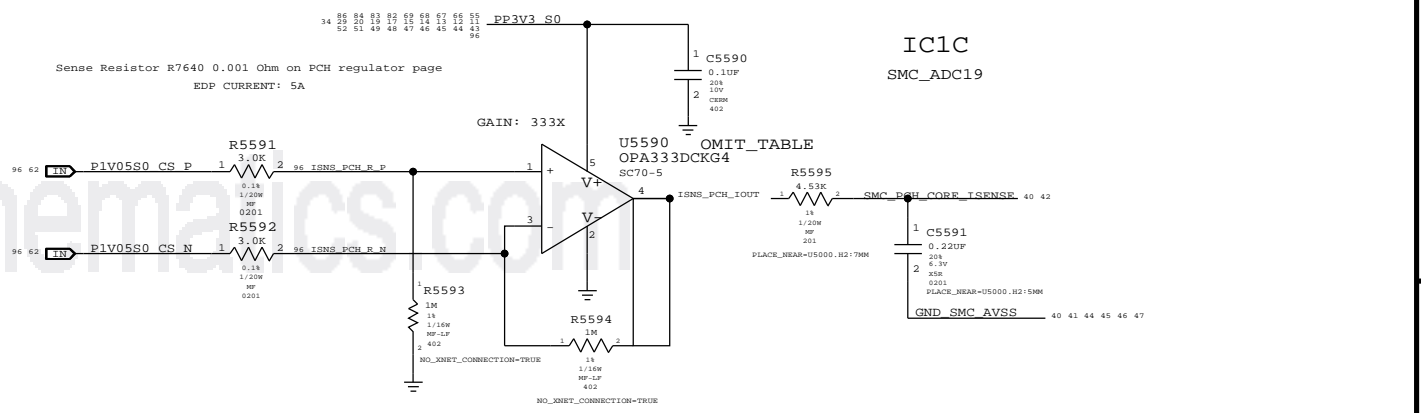 86 84 83 82 69 68 67 66 55
34 29 20 19 17 15 14 13 12 11
52 51 49 48 47 46 45 44 43
96
PP3V3_S0
IC1C
SMC_ADC19
Sense Resistor R7640 0.001 Ohm on PCH regulator page
EDP CURRENT: 5A
1
C5590
0.1UF
20%
10V
CERM
402
2
GAIN: 333X
U5590
OPA333DCKG4
SC70-5
OMIT_TABLE
96 62
IN
P1V05S0_CS_P
1
R5591
3.0K
2
0.1%
1/20W
MF
0201
96 ISNS_PCH_R_P
1
+
5
V+
4
ISNS_PCH_IOUT
3
-
V-
2
R5595
1
4.53K
2
1%
1/20W
MF
201
PLACE_NEAR=U5000.H2:7MM
SMC_PCH_CORE_ISENSE
40 42
1
C5591
0.22UF
20%
6.3V
X5R
0201
2
PLACE_NEAR=U5000.H2:5MM
GND_SMC_AVSS
40 41 44 45 46 47
96 62
IN
P1V05S0_CS_N
1
R5592
3.0K
2
0.1%
1/20W
MF
0201
96 ISNS_PCH_R_N
1
R5593
1M
1%
1/16W
MF-LF
402
2
NO_XNET_CONNECTION=TRUE
R5594
1
1M
2
1%
1/16W
MF-LF
402
NO_XNET_CONNECTION=TRUE
hematics.com